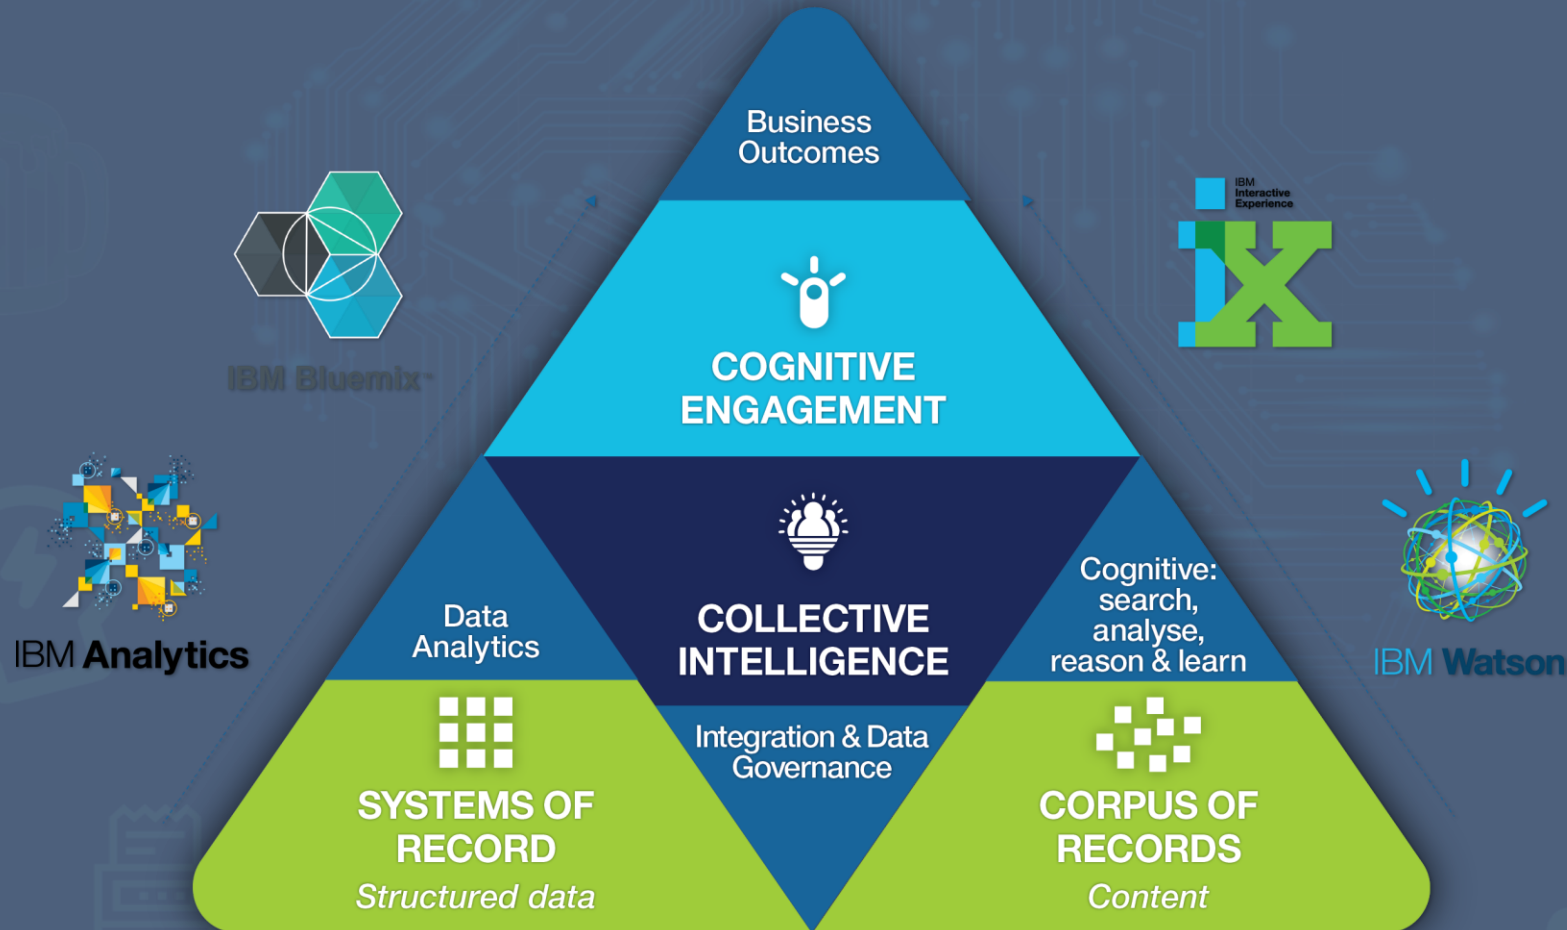 Business
Outcomes
IBM
Interactive
Experience
iX
COGNITIVE
ENGAGEMENT
IBM Bluemix™
COLLECTIVE
INTELLIGENCE
Data
Analytics
Cognitive:
search,
analyse,
reason & learn
IBM Analytics
IBM Watson
Integration & Data
Governance
SYSTEMS OF
RECORD
Structured data
CORPUS OF
RECORDS
Content